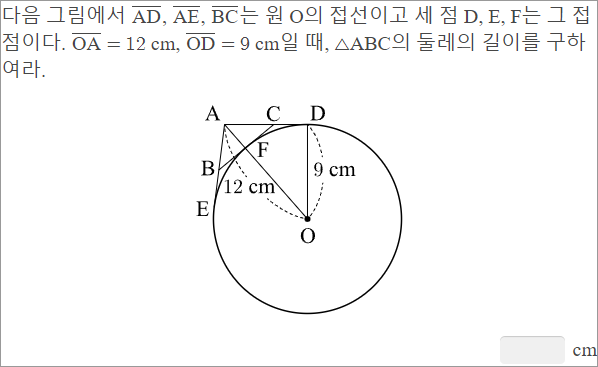 다음 그림에서 AD, AE, BC는 원 O의 접선이고 세 점 D, E, F는 그 접
점이다. OA = 12 cm, OD = 9 cm일 때, △ABC의 둘레의 길이를 구하
여라.
A C D
F
B 9 cm
12 cm
E
O
cm